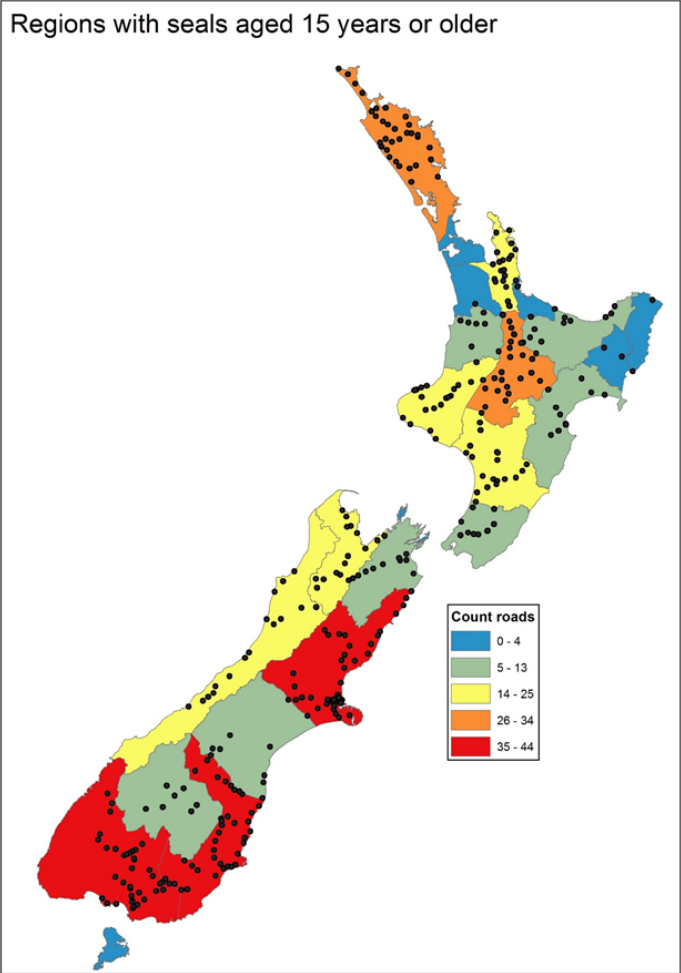 Regions with seals aged 15 years or older
Count roads
0 - 4
5 - 13
14 - 25
26 - 34
35 - 44